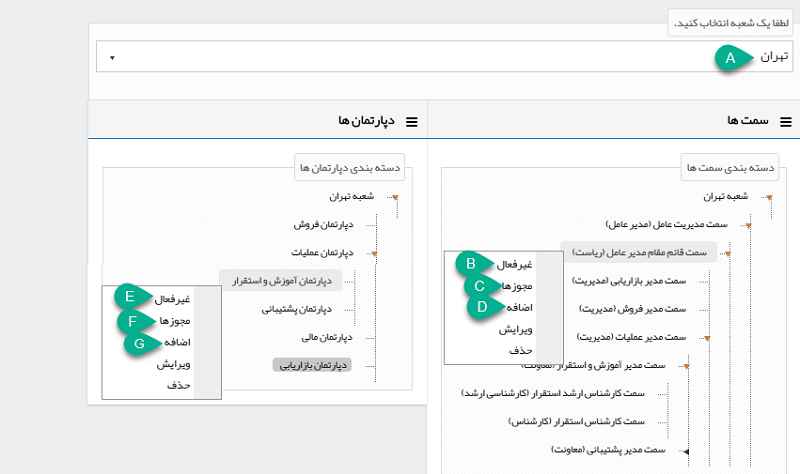 لطفا یک شعبه انتخاب کنید.
تهران
A
سمت ها
دسته بندی سمت ها
شعبه تهران
سمت مدیریت عامل (مدیر عامل)
سمت قائم مقام مدیر عامل (ریاست)
سمت مدیر بازاریابی (مدیریت)
سمت مدیر فروش (مدیریت)
سمت مدیر عملیات (مدیریت)
سمت مدیر آموزش و استقرار (معاونت)
سمت کارشناس ارشد استقرار (کارشناسی ارشد)
سمت کارشناس استقرار (کارشناس)
سمت مدیر پشتیبانی (معاونت)
غیرفعال B
مجوزها C
اضافه D
ویرایش
حذف
دپارتمان ها
دسته بندی دپارتمان ها
شعبه تهران
دپارتمان فروش
دپارتمان عملیات
دپارتمان آموزش و استقرار
دپارتمان پشتیبانی
دپارتمان مالی
دپارتمان بازاریابی
غیرفعال E
مجوزها F
اضافه G
ویرایش
حذف